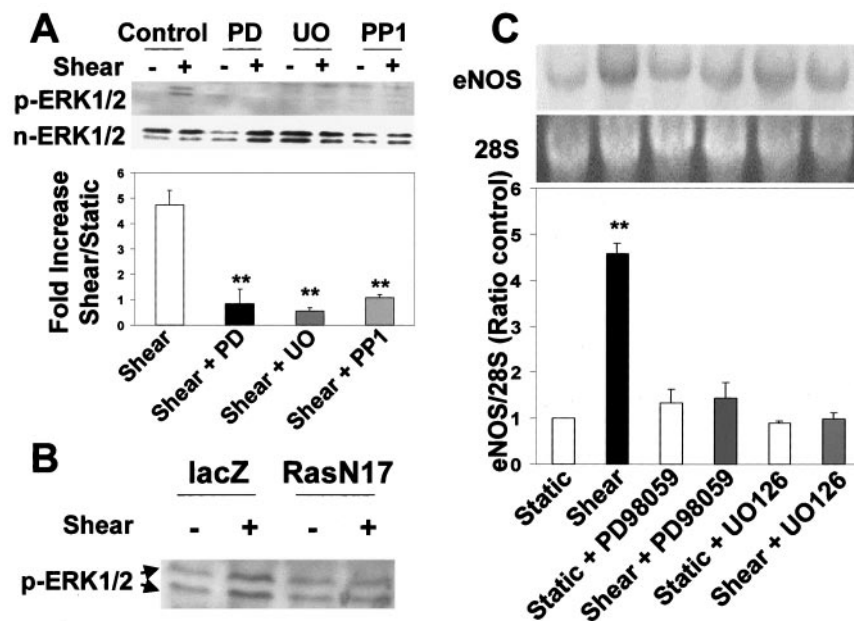 A
Control PD UO PP1
Shear - + - + - + - +
p-ERK1/2
n-ERK1/2
Fold Increase
Shear/Static
6
5
4
3
2
1
0
** ** **
Shear
Shear + PD
Shear + UO
Shear + PP1
B
lacZ RasN17
Shear - + - +
p-ERK1/2
C
eNOS
28S
eNOS/28S (Ratio control)
6
5
4
3
2
1
0
**
Static
Shear
Static + PD98059
Shear + PD98059
Static + UO126
Shear + UO126